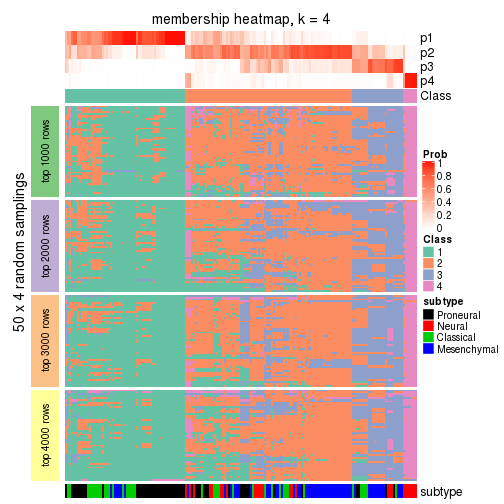 membership heatmap, k = 4
p1
p2
p3
p4
Class
50 x 4 random samplings
top 1000 rows
top 2000 rows
top 3000 rows
top 4000 rows
Prob
1
0.8
0.6
0.4
0.2
0
Class
1
2
3
4
subtype
Proneural
Neural
Classical
Mesenchymal
subtype